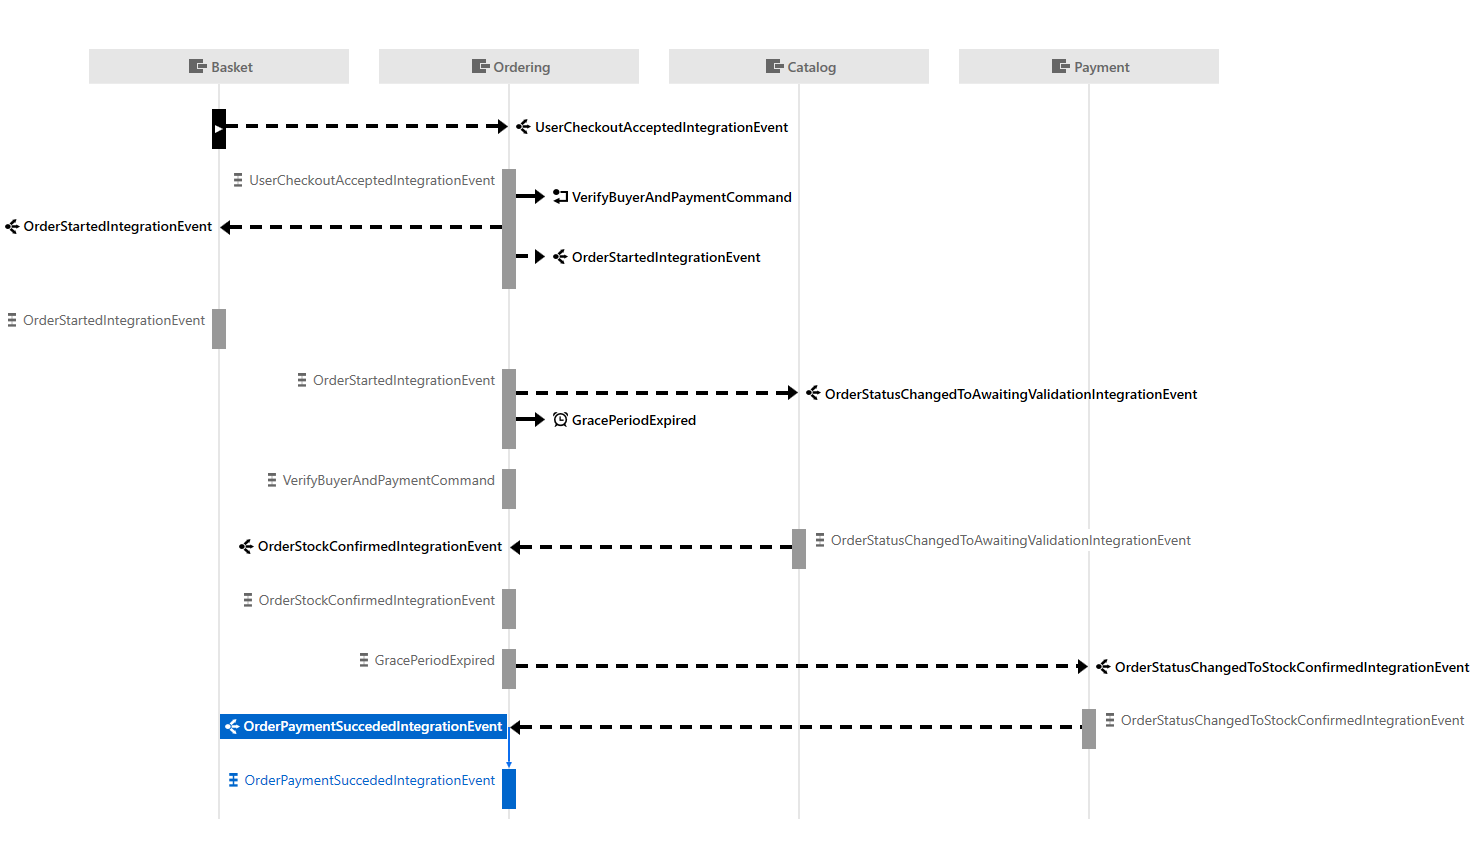 Basket
Ordering
Catalog
Payment
UserCheckoutAcceptedIntegrationEvent
UserCheckoutAcceptedIntegrationEvent
VerifyBuyerAndPaymentCommand
OrderStartedIntegrationEvent
OrderStartedIntegrationEvent
OrderStartedIntegrationEvent
OrderStartedIntegrationEvent
OrderStatusChangedToAwaitingValidationIntegrationEvent
GracePeriodExpired
VerifyBuyerAndPaymentCommand
OrderStockConfirmedIntegrationEvent
OrderStatusChangedToAwaitingValidationIntegrationEvent
OrderStockConfirmedIntegrationEvent
GracePeriodExpired
OrderStatusChangedToStockConfirmedIntegrationEvent
OrderPaymentSuccededIntegrationEvent
OrderStatusChangedToStockConfirmedIntegrationEvent
OrderPaymentSuccededIntegrationEvent